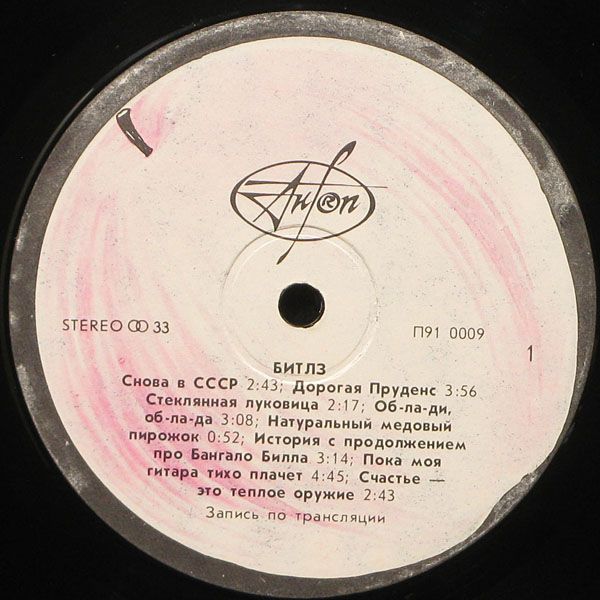 АнТроп
STEREO 33
П91 0009
1
БИТЛЗ
Снова в СССР 2:43; Дорогая Пруденс 3:56
Стеклянная луковица 2:17; Об-ла-ди,
об-ла-да 3:08; Натуральный медовый
пирожок 0:52; История с продолжением
про Бангало Билла 3:14; Пока моя
гитара тихо плачет 4:45; Счастье —
это теплое оружие 2:43
Запись по трансляции